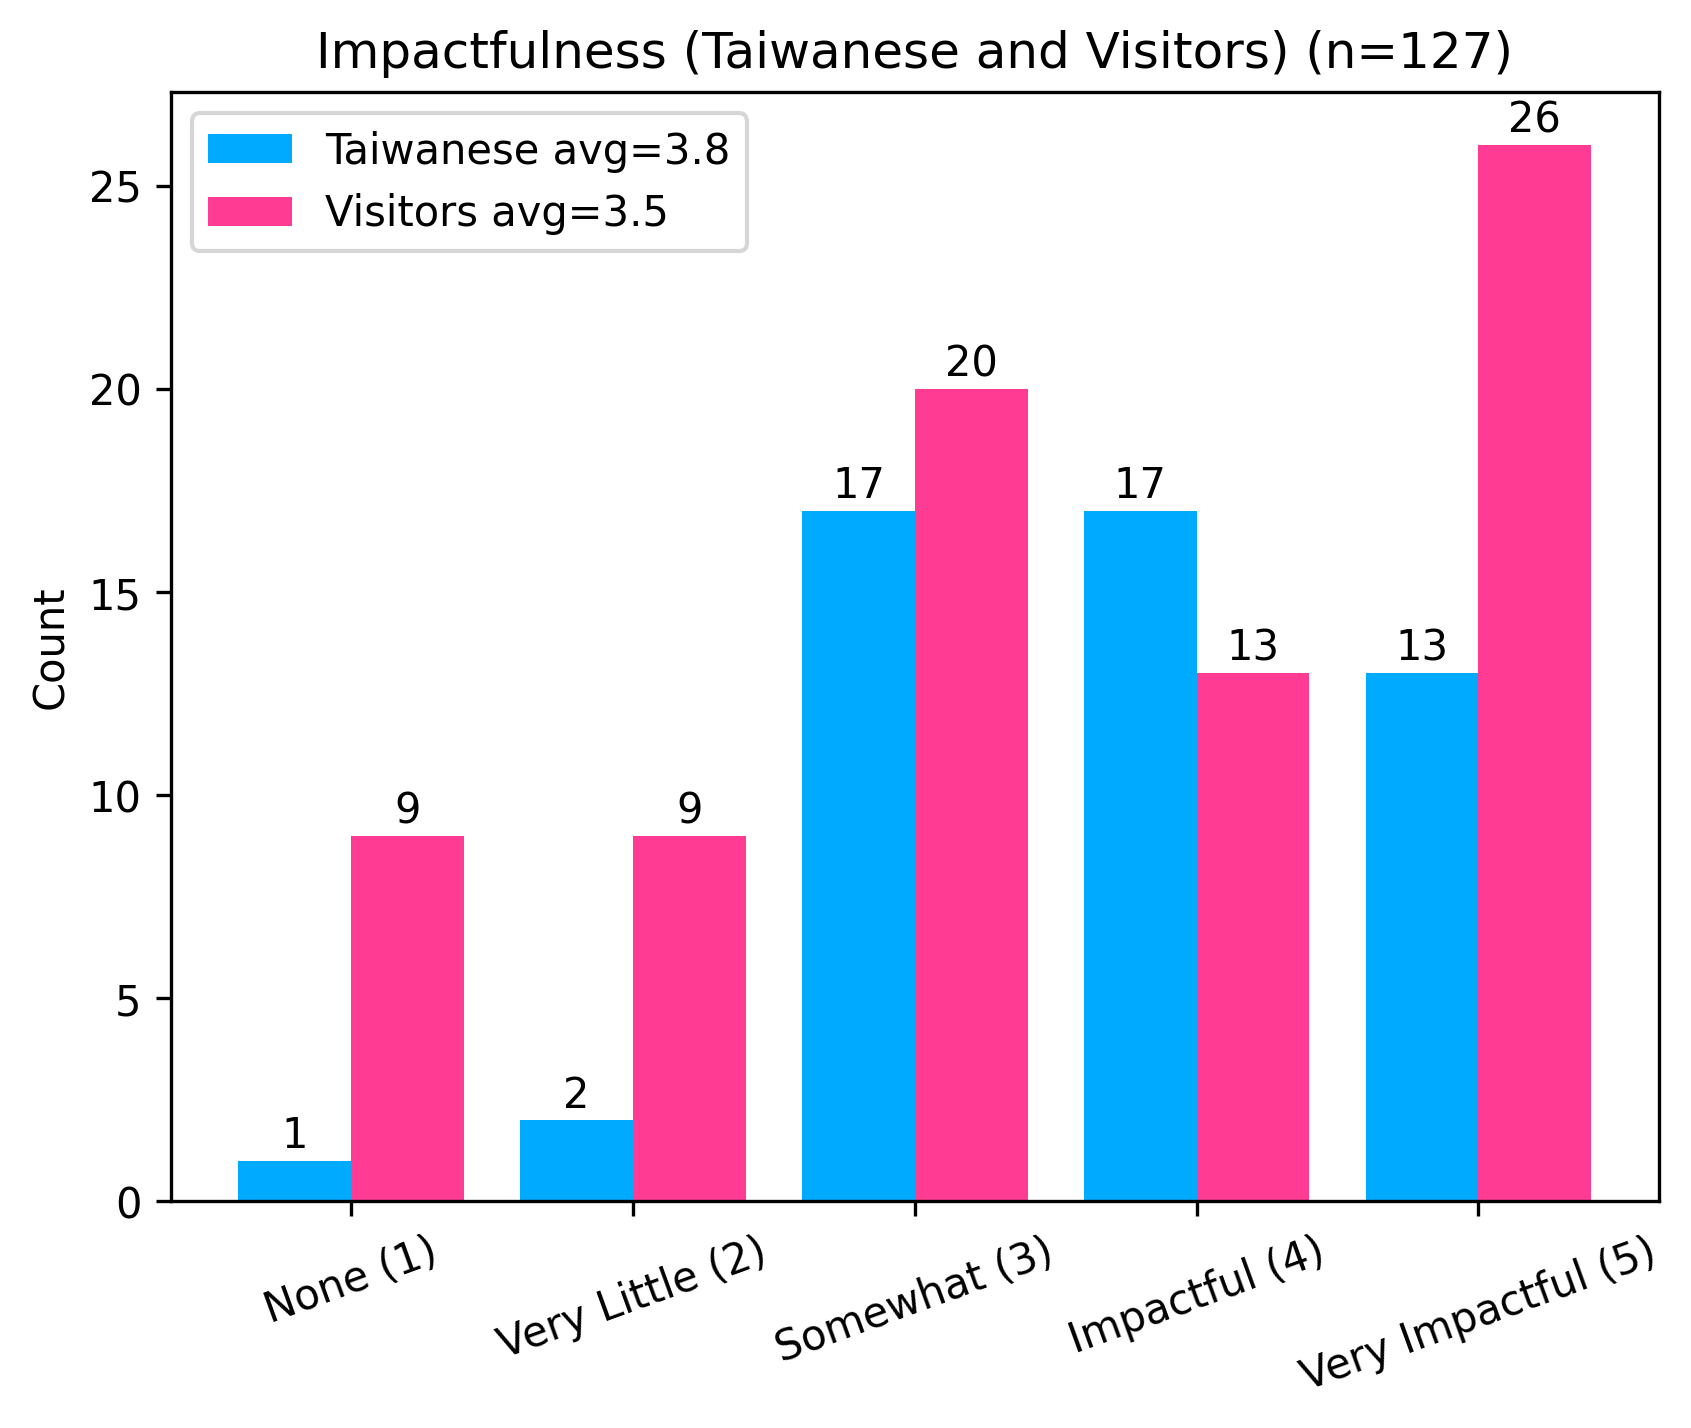 Impactfulness (Taiwanese and Visitors) (n=127)
Taiwanese avg=3.8
Visitors avg=3.5
Count
25
20
15
10
5
0
1
9
2
9
17
20
17
13
13
26
None (1)
Very Little (2)
Somewhat (3)
Impactful (4)
Very Impactful (5)